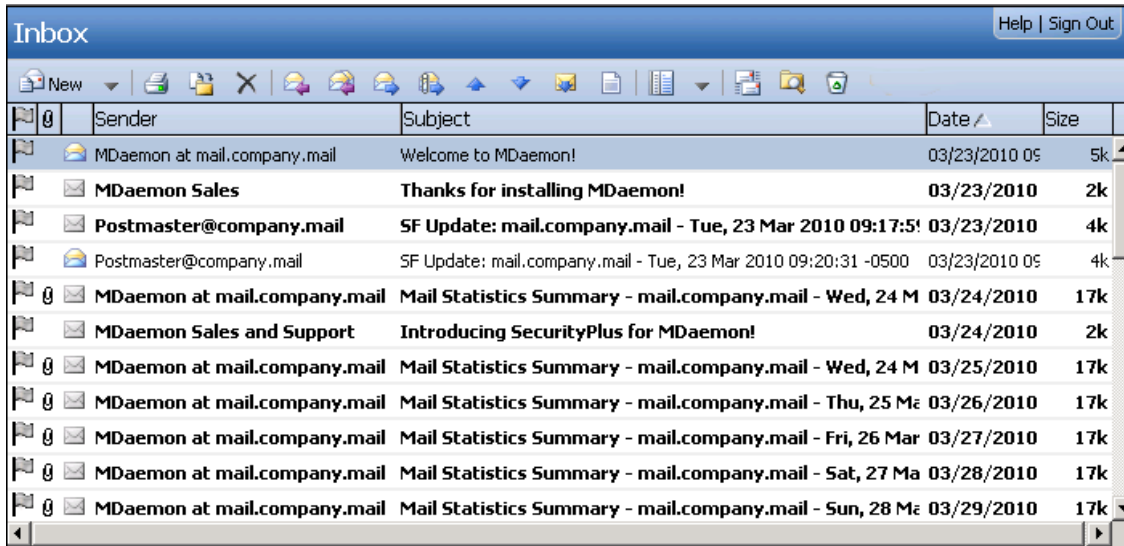 Inbox
Help | Sign Out
New
Sender Subject Date Size
MDaemon at mail.company.mail Welcome to MDaemon! 03/23/2010 09 5k
MDaemon Sales Thanks for installing MDaemon! 03/23/2010 2k
Postmaster@company.mail SF Update: mail.company.mail - Tue, 23 Mar 2010 09:17:59 03/23/2010 4k
Postmaster@company.mail SF Update: mail.company.mail - Tue, 23 Mar 2010 09:20:31 -0500 03/23/2010 09 4k
MDaemon at mail.company.mail Mail Statistics Summary - mail.company.mail - Wed, 24 M 03/24/2010 17k
MDaemon Sales and Support Introducing SecurityPlus for MDaemon! 03/24/2010 2k
MDaemon at mail.company.mail Mail Statistics Summary - mail.company.mail - Wed, 24 M 03/25/2010 17k
MDaemon at mail.company.mail Mail Statistics Summary - mail.company.mail - Thu, 25 Ma 03/26/2010 17k
MDaemon at mail.company.mail Mail Statistics Summary - mail.company.mail - Fri, 26 Mar 03/27/2010 17k
MDaemon at mail.company.mail Mail Statistics Summary - mail.company.mail - Sat, 27 Ma 03/28/2010 17k
MDaemon at mail.company.mail Mail Statistics Summary - mail.company.mail - Sun, 28 Ma 03/29/2010 17k